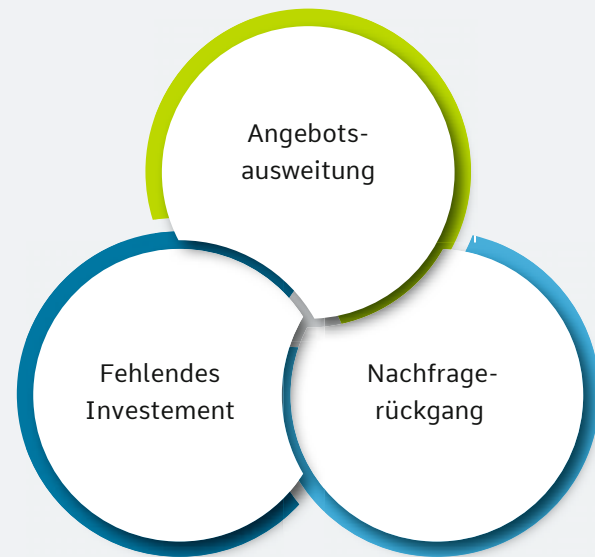 Angebots-
ausweitung
Fehlendes
Investement
Nachfrage-
rückgang